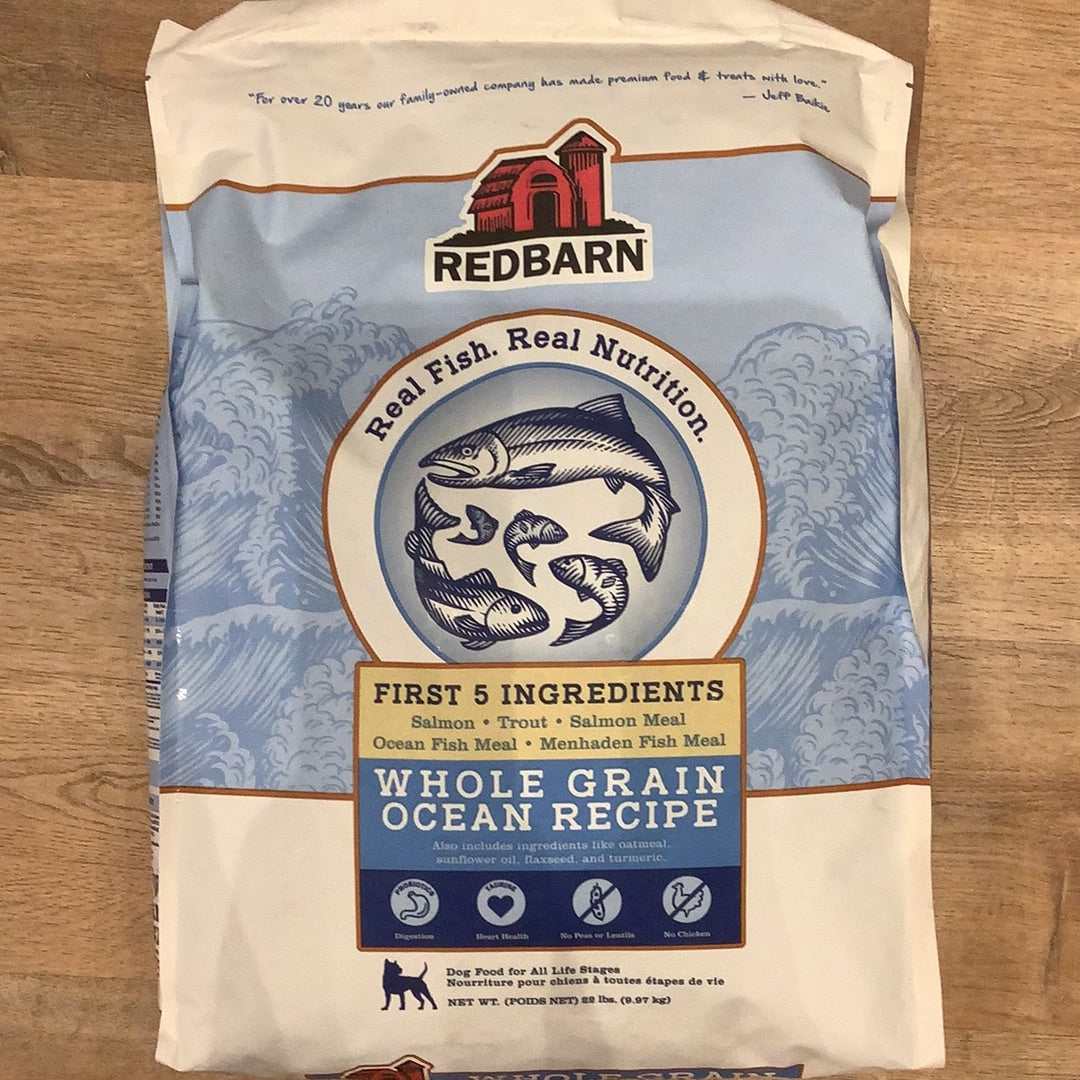 "For over 20 years our family-owned company has made premium food & treats with love."
— Jeff Baikie
REDBARN
Real Fish. Real Nutrition.
FIRST 5 INGREDIENTS
Salmon • Trout • Salmon Meal
Ocean Fish Meal • Menhaden Fish Meal
WHOLE GRAIN
OCEAN RECIPE
Also includes ingredients like oatmeal,
sunflower oil, flaxseed, and turmeric.
PROBIOTICS
TAURINE
Digestion
Heart Health
No Peas or Lentils
No Chicken
Dog Food for All Life Stages
Nourriture pour chiens à toutes étapes de vie
NET WT. (POIDS NET) 22 lbs. (9.97 kg)
WHOLE GRAIN